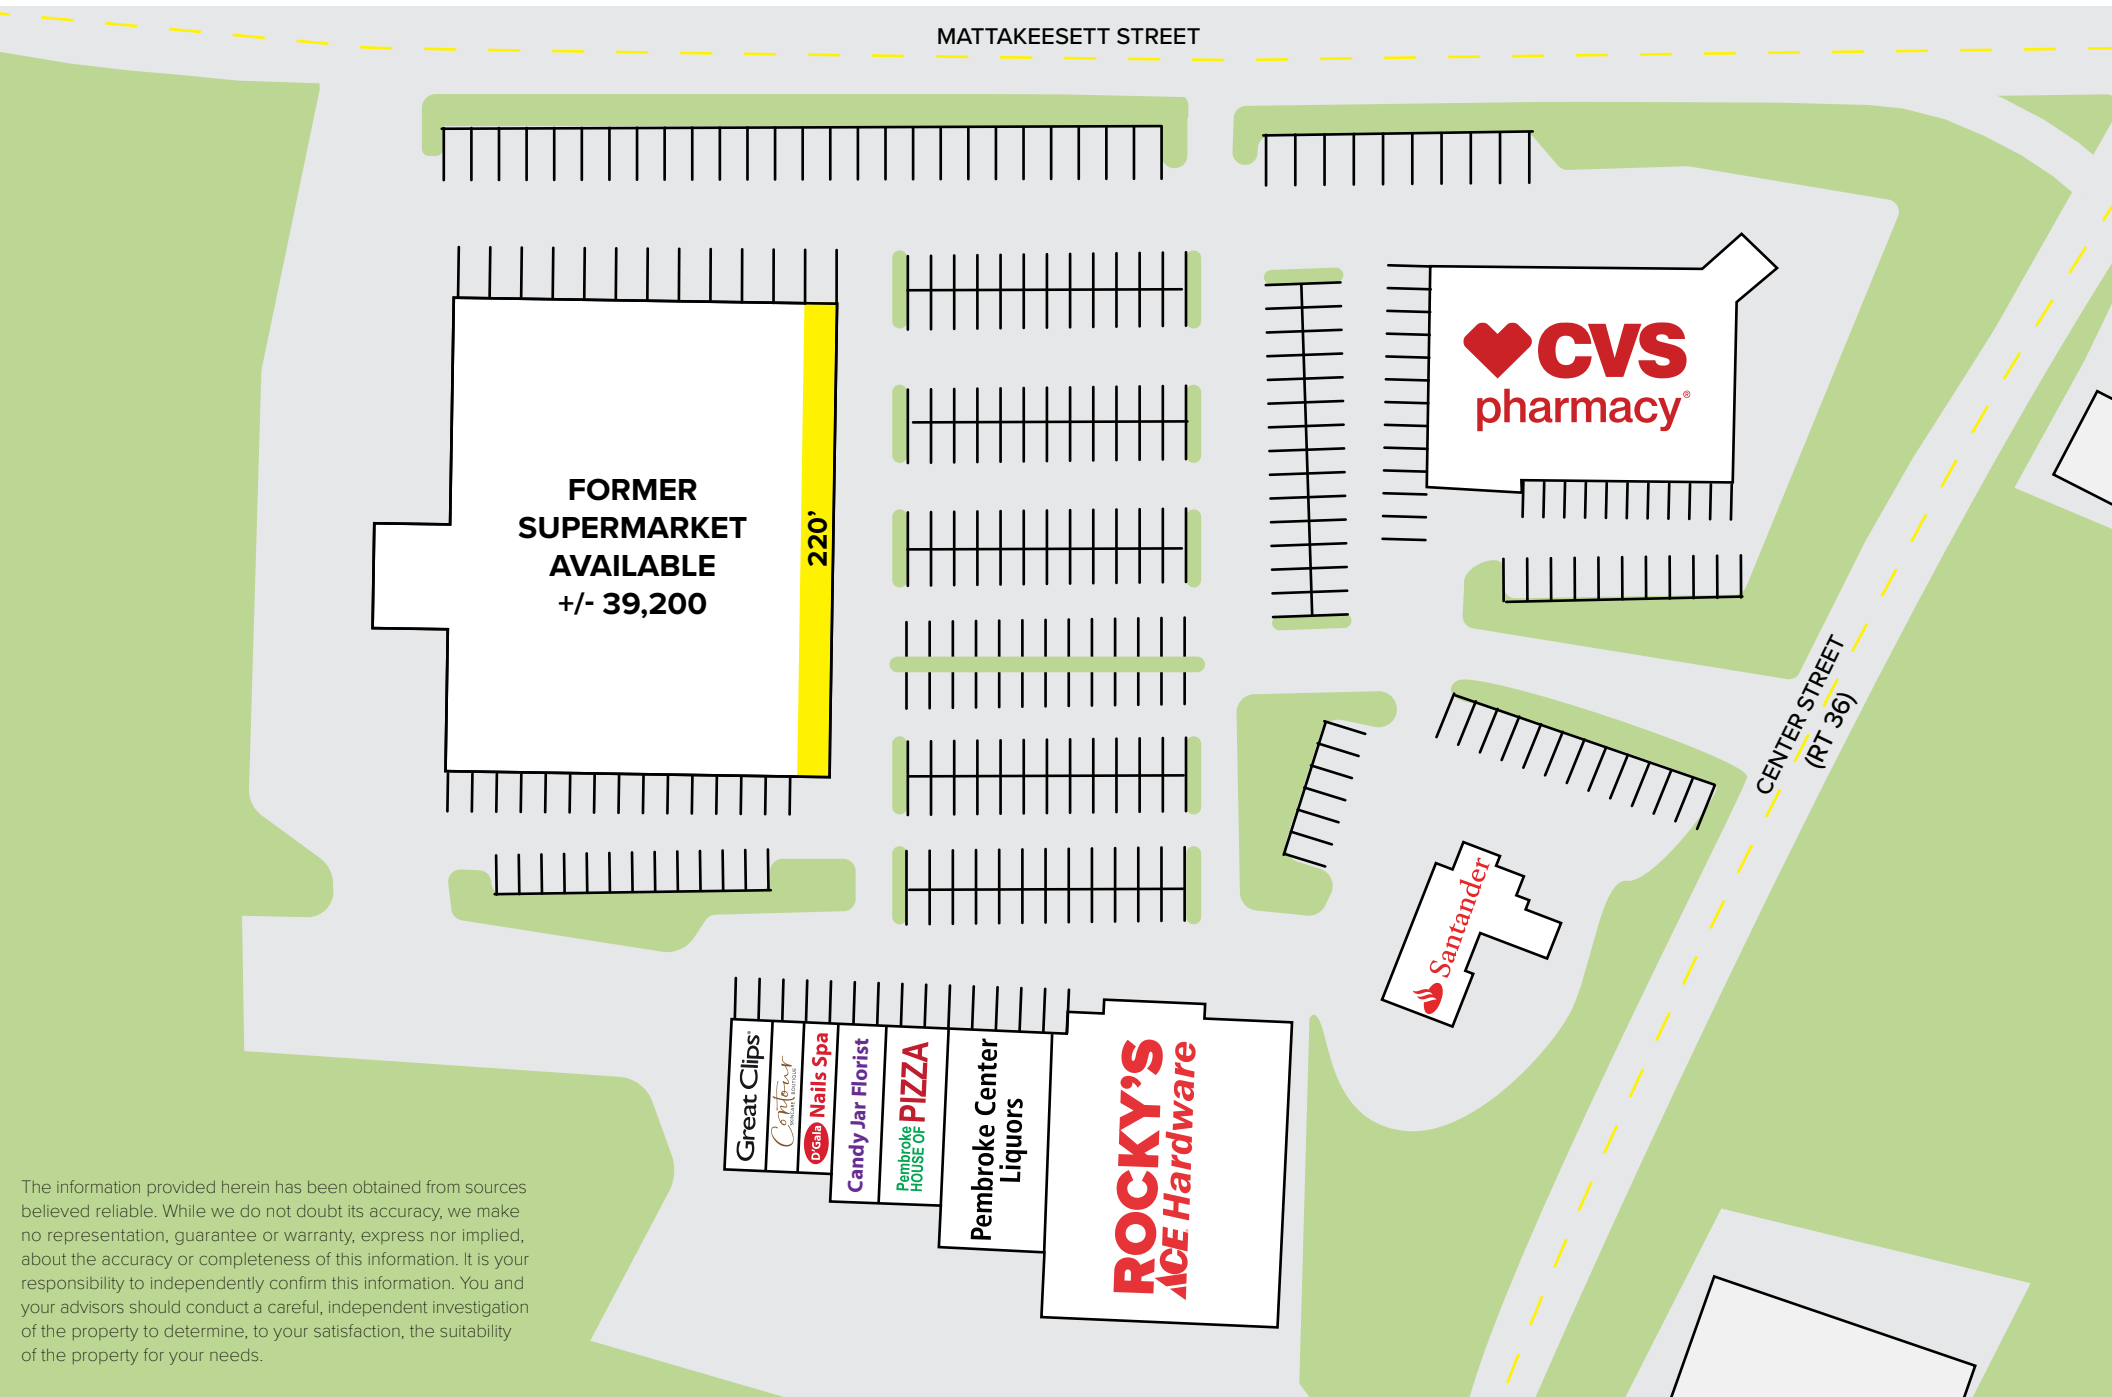 MATTAKEESETT STREET
CVS
pharmacy®
FORMER
SUPERMARKET
AVAILABLE
+/- 39,200
220'
CENTER STREET
(RT 36)
Santander
Great Clips®
Contour
SKINCARE BOUTIQUE
D'Gala Nails Spa
Candy Jar Florist
Pembroke
HOUSE OF PIZZA
Pembroke Center
Liquors
ROCKY'S
ACE Hardware
The information provided herein has been obtained from sources
believed reliable. While we do not doubt its accuracy, we make
no representation, guarantee or warranty, express nor implied,
about the accuracy or completeness of this information. It is your
responsibility to independently confirm this information. You and
your advisors should conduct a careful, independent investigation
of the property to determine, to your satisfaction, the suitability
of the property for your needs.